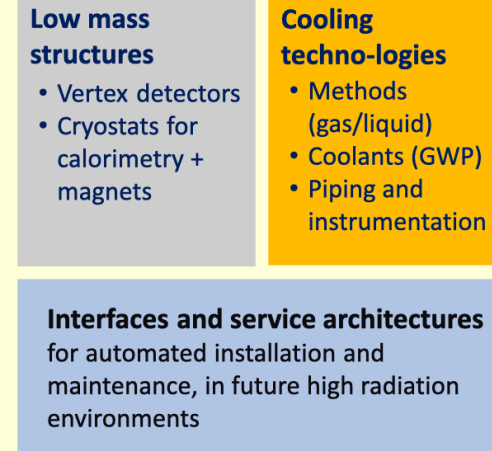 Low mass
structures
• Vertex detectors
• Cryostats for
calorimetry +
magnets
Cooling
techno-logies
• Methods
(gas/liquid)
• Coolants (GWP)
• Piping and
instrumentation
Interfaces and service architectures
for automated installation and
maintenance, in future high radiation
environments